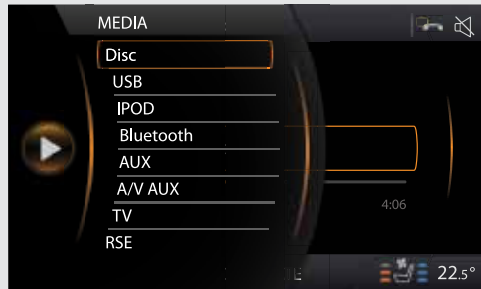 MEDIA
Disc
USB
IPOD
Bluetooth
AUX
A/V AUX
TV
RSE
4:06
22.5°